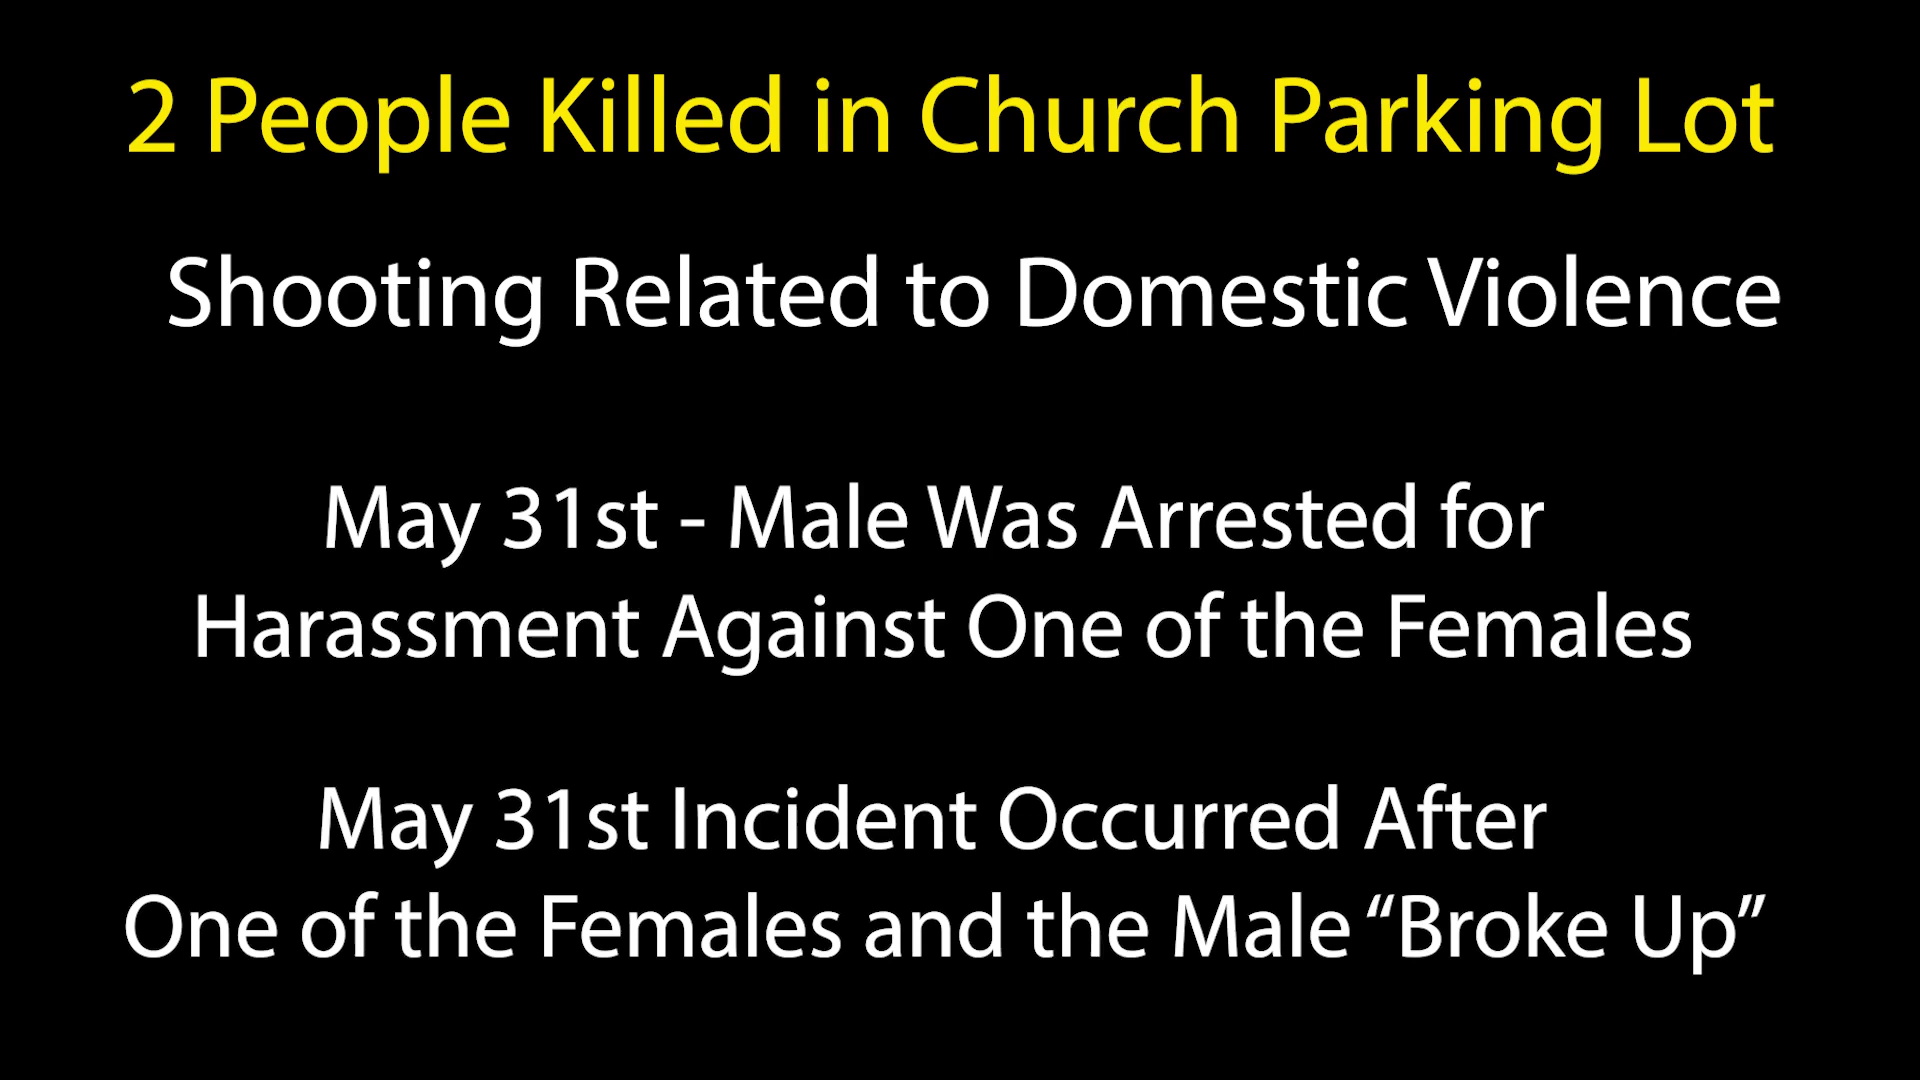 2 People Killed in Church Parking Lot
Shooting Related to Domestic Violence
May 31st - Male Was Arrested for
Harassment Against One of the Females
May 31st Incident Occurred After
One of the Females and the Male “Broke Up”